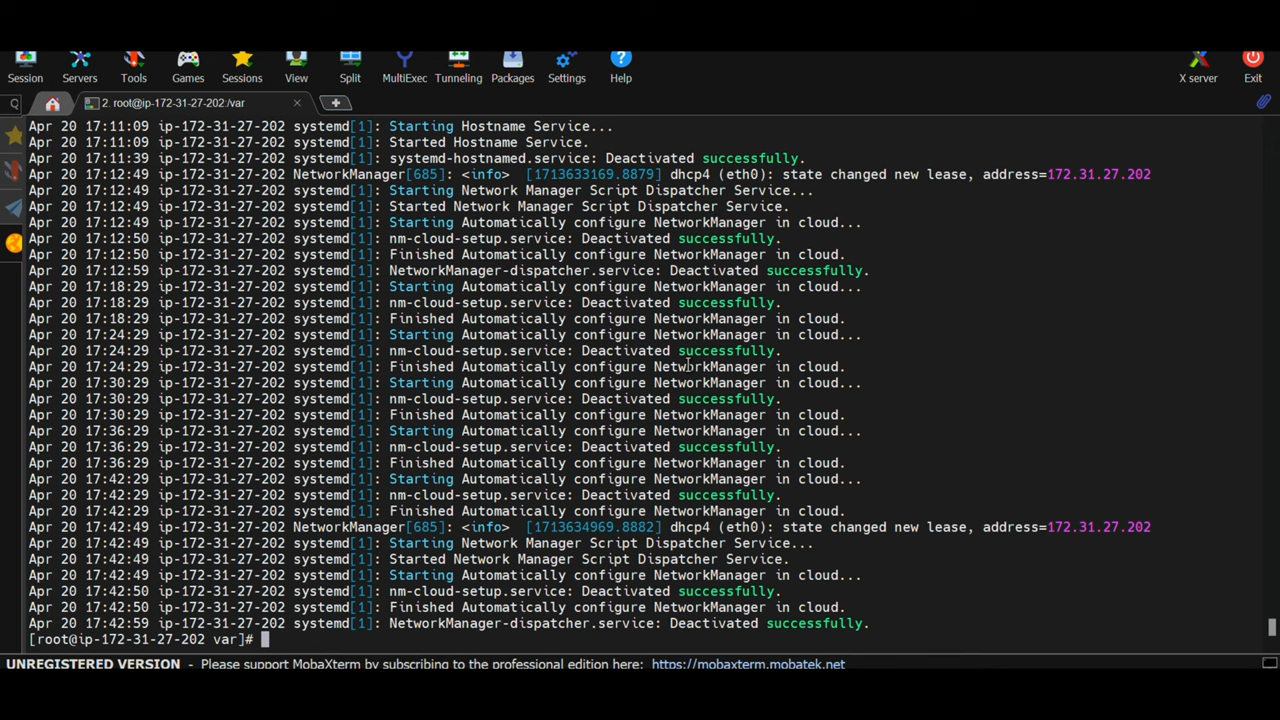 Session Servers Tools Games Sessions View Split MultiExec Tunneling Packages Settings Help X server Exit
2. root@ip-172-31-27-202:/var
Apr 20 17:11:09 ip-172-31-27-202 systemd[1]: Starting Hostname Service...
Apr 20 17:11:09 ip-172-31-27-202 systemd[1]: Started Hostname Service.
Apr 20 17:11:39 ip-172-31-27-202 systemd[1]: systemd-hostnamed.service: Deactivated successfully.
Apr 20 17:12:49 ip-172-31-27-202 NetworkManager[685]: <info>  [1713633169.8879] dhcp4 (eth0): state changed new lease, address=172.31.27.202
Apr 20 17:12:49 ip-172-31-27-202 systemd[1]: Starting Network Manager Script Dispatcher Service...
Apr 20 17:12:49 ip-172-31-27-202 systemd[1]: Started Network Manager Script Dispatcher Service.
Apr 20 17:12:49 ip-172-31-27-202 systemd[1]: Starting Automatically configure NetworkManager in cloud...
Apr 20 17:12:50 ip-172-31-27-202 systemd[1]: nm-cloud-setup.service: Deactivated successfully.
Apr 20 17:12:50 ip-172-31-27-202 systemd[1]: Finished Automatically configure NetworkManager in cloud.
Apr 20 17:12:59 ip-172-31-27-202 systemd[1]: NetworkManager-dispatcher.service: Deactivated successfully.
Apr 20 17:18:29 ip-172-31-27-202 systemd[1]: Starting Automatically configure NetworkManager in cloud...
Apr 20 17:18:29 ip-172-31-27-202 systemd[1]: nm-cloud-setup.service: Deactivated successfully.
Apr 20 17:18:29 ip-172-31-27-202 systemd[1]: Finished Automatically configure NetworkManager in cloud.
Apr 20 17:24:29 ip-172-31-27-202 systemd[1]: Starting Automatically configure NetworkManager in cloud...
Apr 20 17:24:29 ip-172-31-27-202 systemd[1]: nm-cloud-setup.service: Deactivated successfully.
Apr 20 17:24:29 ip-172-31-27-202 systemd[1]: Finished Automatically configure NetworkManager in cloud.
Apr 20 17:30:29 ip-172-31-27-202 systemd[1]: Starting Automatically configure NetworkManager in cloud...
Apr 20 17:30:29 ip-172-31-27-202 systemd[1]: nm-cloud-setup.service: Deactivated successfully.
Apr 20 17:30:29 ip-172-31-27-202 systemd[1]: Finished Automatically configure NetworkManager in cloud.
Apr 20 17:36:29 ip-172-31-27-202 systemd[1]: Starting Automatically configure NetworkManager in cloud...
Apr 20 17:36:29 ip-172-31-27-202 systemd[1]: nm-cloud-setup.service: Deactivated successfully.
Apr 20 17:36:29 ip-172-31-27-202 systemd[1]: Finished Automatically configure NetworkManager in cloud.
Apr 20 17:42:29 ip-172-31-27-202 systemd[1]: Starting Automatically configure NetworkManager in cloud...
Apr 20 17:42:29 ip-172-31-27-202 systemd[1]: nm-cloud-setup.service: Deactivated successfully.
Apr 20 17:42:29 ip-172-31-27-202 systemd[1]: Finished Automatically configure NetworkManager in cloud.
Apr 20 17:42:49 ip-172-31-27-202 NetworkManager[685]: <info>  [1713634969.8882] dhcp4 (eth0): state changed new lease, address=172.31.27.202
Apr 20 17:42:49 ip-172-31-27-202 systemd[1]: Starting Network Manager Script Dispatcher Service...
Apr 20 17:42:49 ip-172-31-27-202 systemd[1]: Started Network Manager Script Dispatcher Service.
Apr 20 17:42:49 ip-172-31-27-202 systemd[1]: Starting Automatically configure NetworkManager in cloud...
Apr 20 17:42:50 ip-172-31-27-202 systemd[1]: nm-cloud-setup.service: Deactivated successfully.
Apr 20 17:42:50 ip-172-31-27-202 systemd[1]: Finished Automatically configure NetworkManager in cloud.
Apr 20 17:42:59 ip-172-31-27-202 systemd[1]: NetworkManager-dispatcher.service: Deactivated successfully.
[root@ip-172-31-27-202 var]#
UNREGISTERED VERSION - Please support MobaXterm by subscribing to the professional edition here: https://mobaxterm.mobatek.net